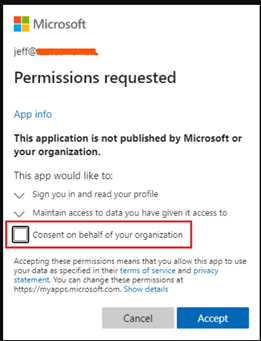 Microsoft
jeff@
Permissions requested
App info
This application is not published by Microsoft or
your organization.
This app would like to:
Sign you in and read your profile
Maintain access to data you have given it access to
Consent on behalf of your organization
Accepting these permissions means that you allow this app to use
your data as specified in their terms of service and privacy
statement. You can change these permissions at
https://myapps.microsoft.com. Show details
Cancel
Accept